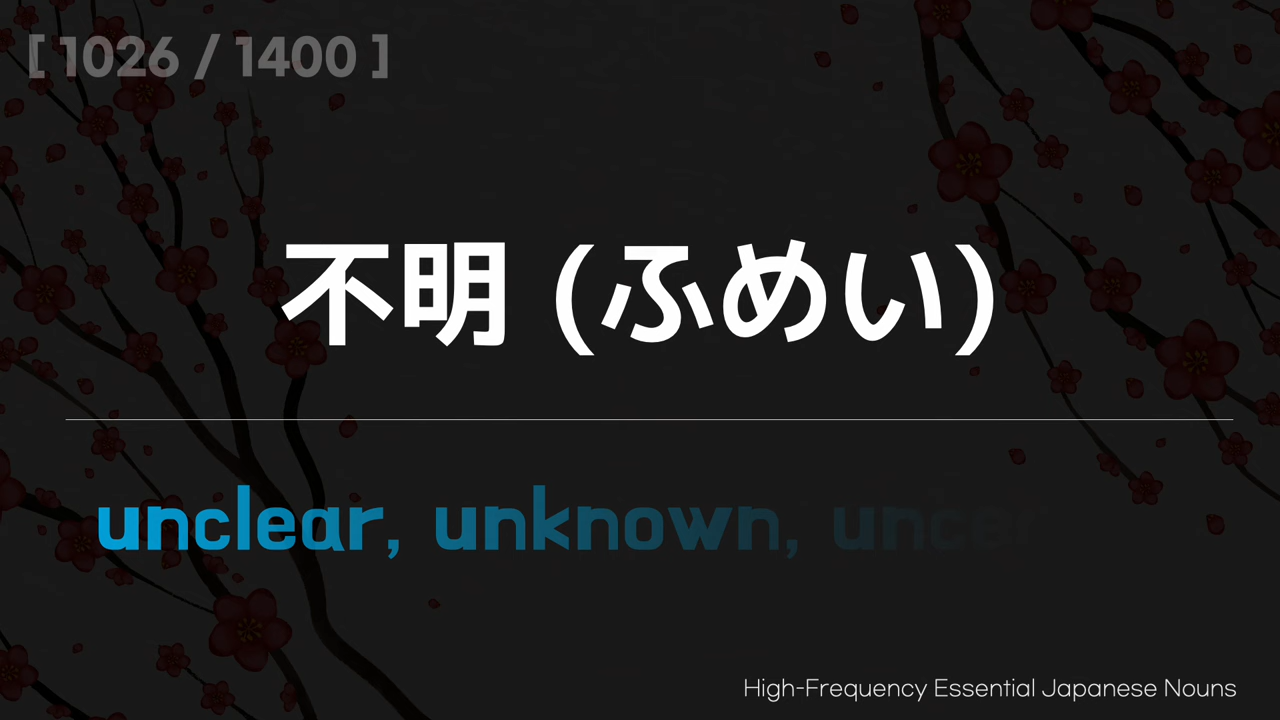 [ 1026 / 1400 ]
不明 (ふめい)
unclear, unknown,
High-Frequency Essential Japanese Nouns